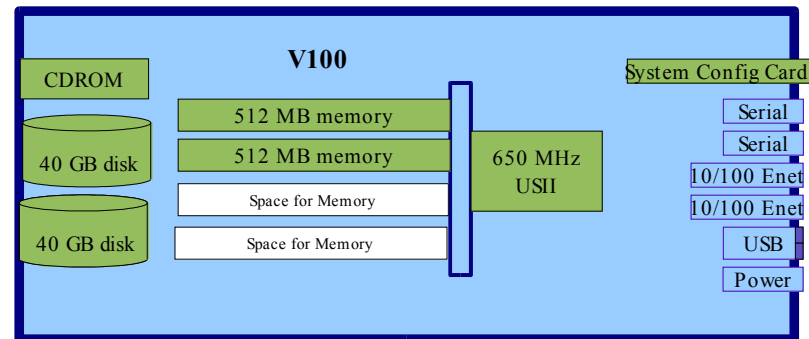 V100
CDROM
40 GB disk
40 GB disk
512 MB memory
512 MB memory
Space for Memory
Space for Memory
650 MHz
USII
System Config Card
Serial
Serial
10/100 Enet
10/100 Enet
USB
Power